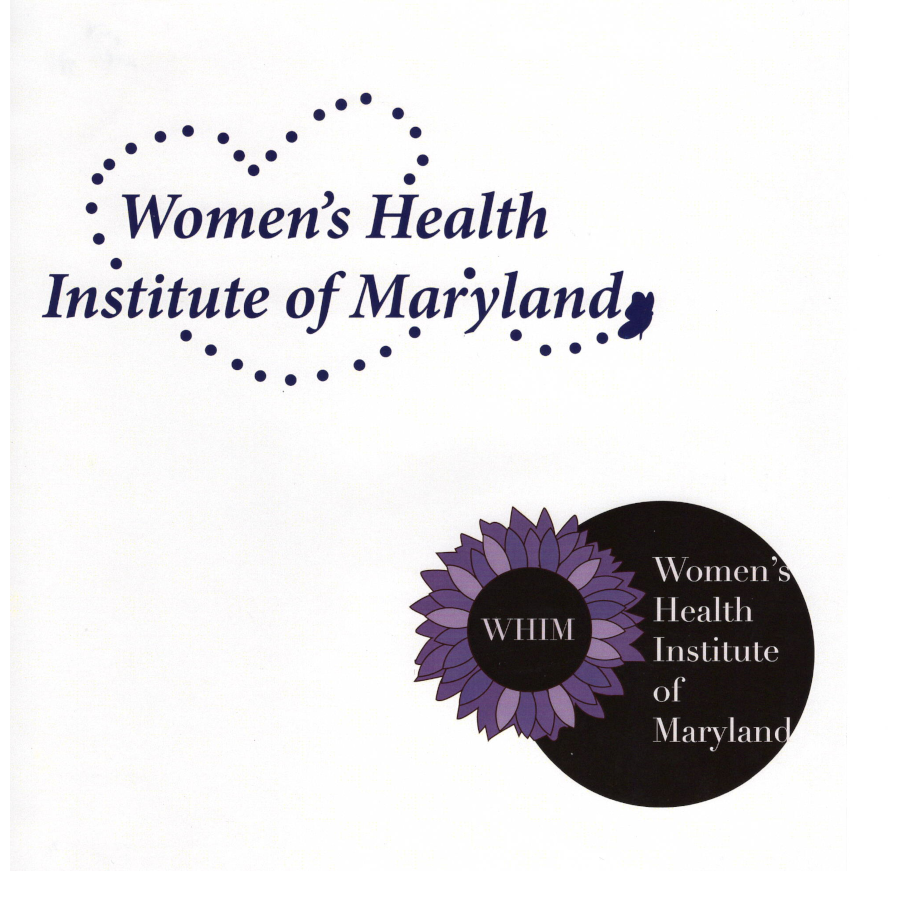 Women's Health
Institute of Maryland
WHIM
Women's
Health
Institute
of
Maryland